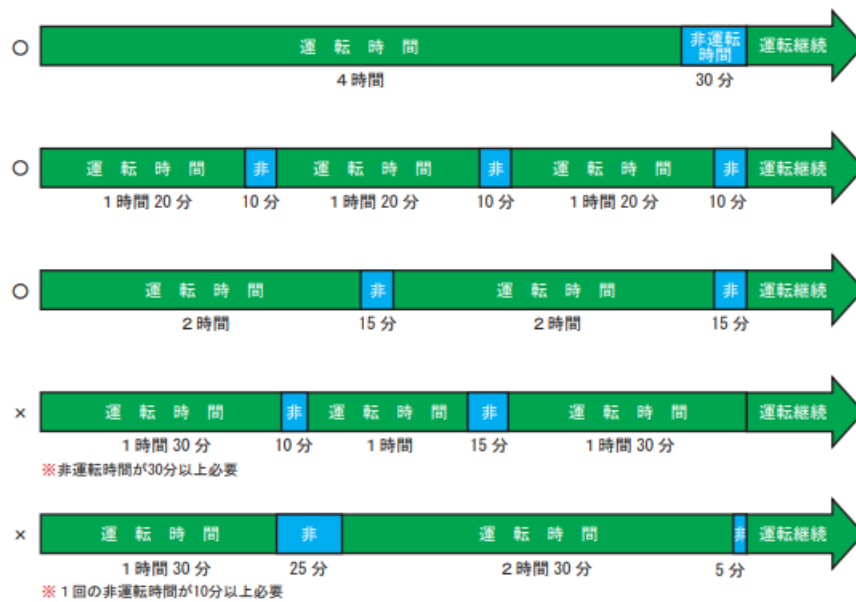 ○ 運転時間 非運転時間 運転継続
4時間 30分
○ 運転時間 非 運転時間 非 運転時間 非 運転継続
1時間20分 10分 1時間20分 10分 1時間20分 10分
○ 運転時間 非 運転時間 非 運転継続
2時間 15分 2時間 15分
× 運転時間 非 運転時間 非 運転時間 運転継続
1時間30分 10分 1時間 15分 1時間30分
※非運転時間が30分以上必要
× 運転時間 非 運転時間 非 運転継続
1時間30分 25分 2時間30分 5分
※1回の非運転時間が10分以上必要